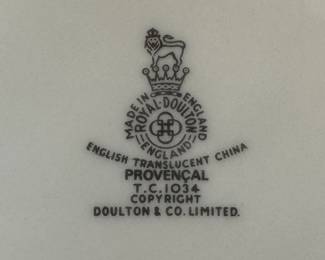 MADE IN ENGLAND
ROYAL·DOULTON
ENGLAND
ENGLISH TRANSLUCENT CHINA
PROVENÇAL
T.C.1034
COPYRIGHT
DOULTON & CO. LIMITED.